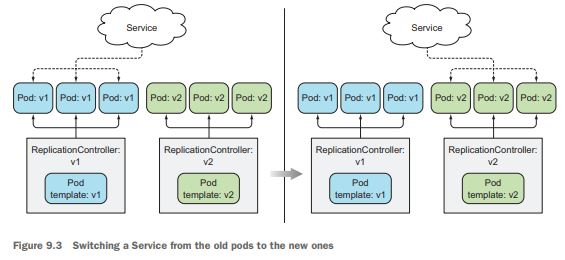 Service
Service
Pod: v1 Pod: v1 Pod: v1 Pod: v2 Pod: v2 Pod: v2
Pod: v1 Pod: v1 Pod: v1 Pod: v2 Pod: v2 Pod: v2
ReplicationController:
v1
Pod
template: v1
ReplicationController:
v2
Pod
template: v2
ReplicationController:
v1
Pod
template: v1
ReplicationController:
v2
Pod
template: v2
Figure 9.3 Switching a Service from the old pods to the new ones